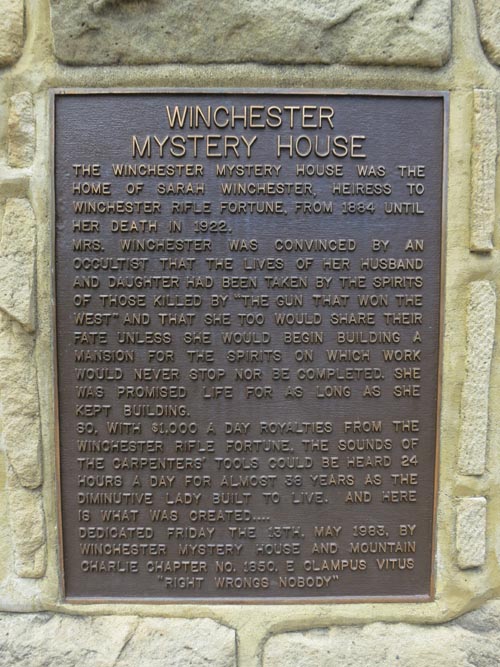 WINCHESTER
MYSTERY HOUSE
THE WINCHESTER MYSTERY HOUSE WAS THE
HOME OF SARAH WINCHESTER, HEIRESS TO
WINCHESTER RIFLE FORTUNE, FROM 1884 UNTIL
HER DEATH IN 1922.
MRS. WINCHESTER WAS CONVINCED BY AN
OCCULTIST THAT THE LIVES OF HER HUSBAND
AND DAUGHTER HAD BEEN TAKEN BY THE SPIRITS
OF THOSE KILLED BY "THE GUN THAT WON THE
WEST" AND THAT SHE TOO WOULD SHARE THEIR
FATE UNLESS SHE WOULD BEGIN BUILDING A
MANSION FOR THE SPIRITS ON WHICH WORK
WOULD NEVER STOP NOR BE COMPLETED. SHE
WAS PROMISED LIFE FOR AS LONG AS SHE
KEPT BUILDING.
SO, WITH $1,000 A DAY ROYALTIES FROM THE
WINCHESTER RIFLE FORTUNE, THE SOUNDS OF
THE CARPENTERS' TOOLS COULD BE HEARD 24
HOURS A DAY FOR ALMOST 38 YEARS AS THE
DIMINUTIVE LADY BUILT TO LIVE. AND HERE
IS WHAT WAS CREATED....
DEDICATED FRIDAY THE 13TH, MAY 1983, BY
WINCHESTER MYSTERY HOUSE AND MOUNTAIN
CHARLIE CHAPTER NO. 1850, E CLAMPUS VITUS
"RIGHT WRONGS NOBODY"